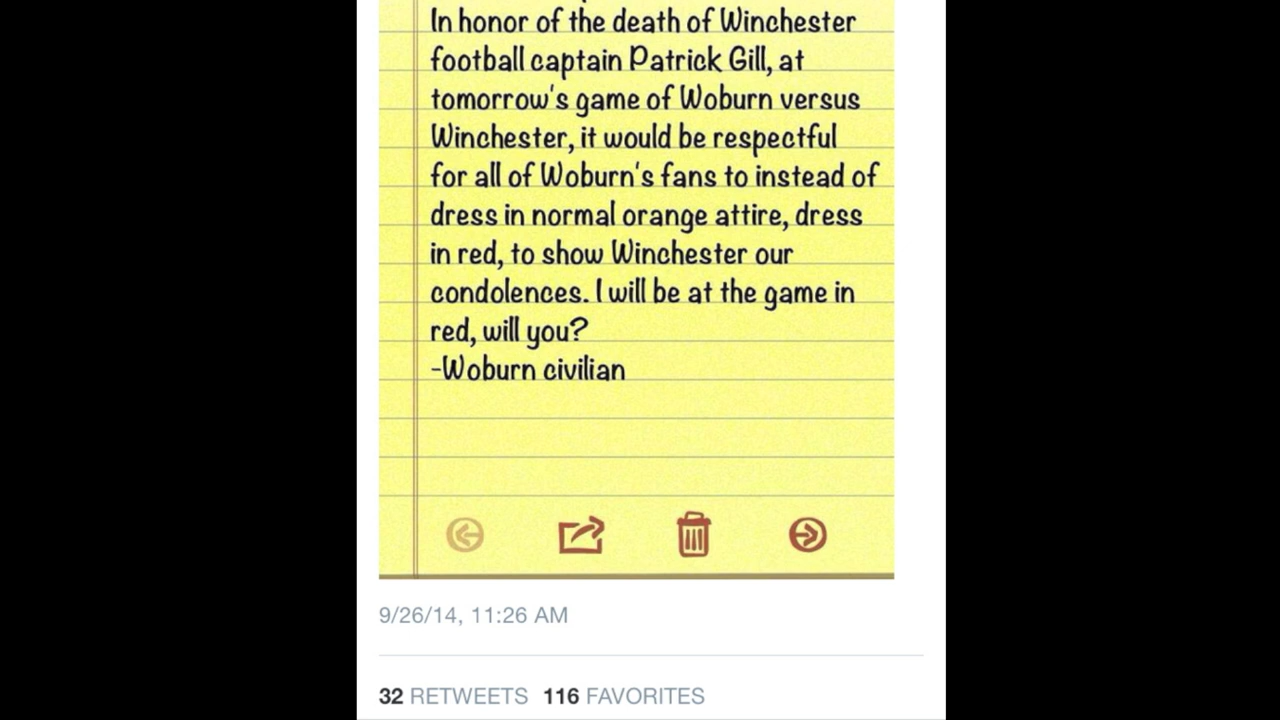 In honor of the death of Winchester
football captain Patrick Gill, at
tomorrow's game of Woburn versus
Winchester, it would be respectful
for all of Woburn's fans to instead of
dress in normal orange attire, dress
in red, to show Winchester our
condolences. I will be at the game in
red, will you?
-Woburn civilian
9/26/14, 11:26 AM
32 RETWEETS 116 FAVORITES